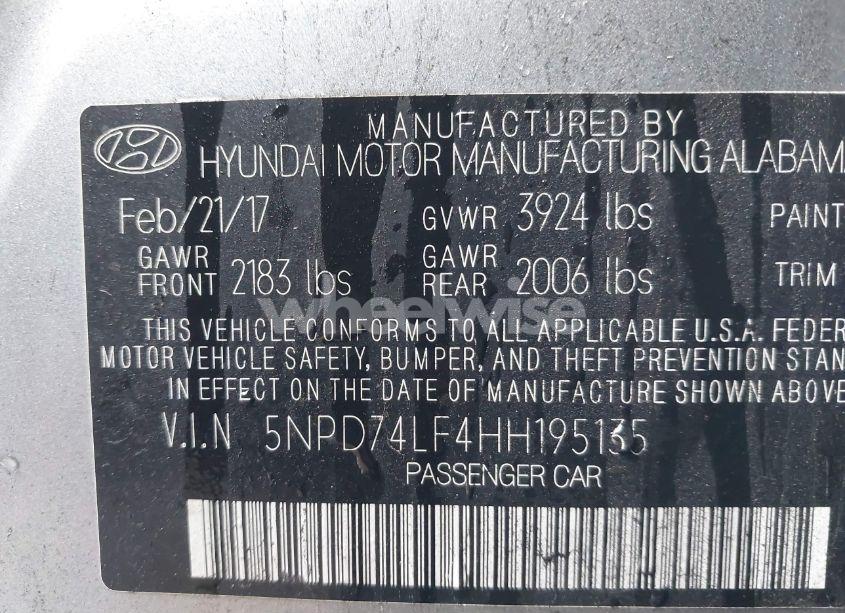 MANUFACTURED BY
HYUNDAI MOTOR MANUFACTURING ALABAMA
Feb/21/17 GVWR 3924 lbs PAINT
GAWR FRONT 2183 lbs GAWR REAR 2006 lbs TRIM
wheelwise
THIS VEHICLE CONFORMS TO ALL APPLICABLE U.S.A. FEDER
MOTOR VEHICLE SAFETY, BUMPER, AND THEFT PREVENTION STAN
IN EFFECT ON THE DATE OF MANUFACTURE SHOWN ABOVE
V.I.N 5NPD74LF4HH195135
PASSENGER CAR